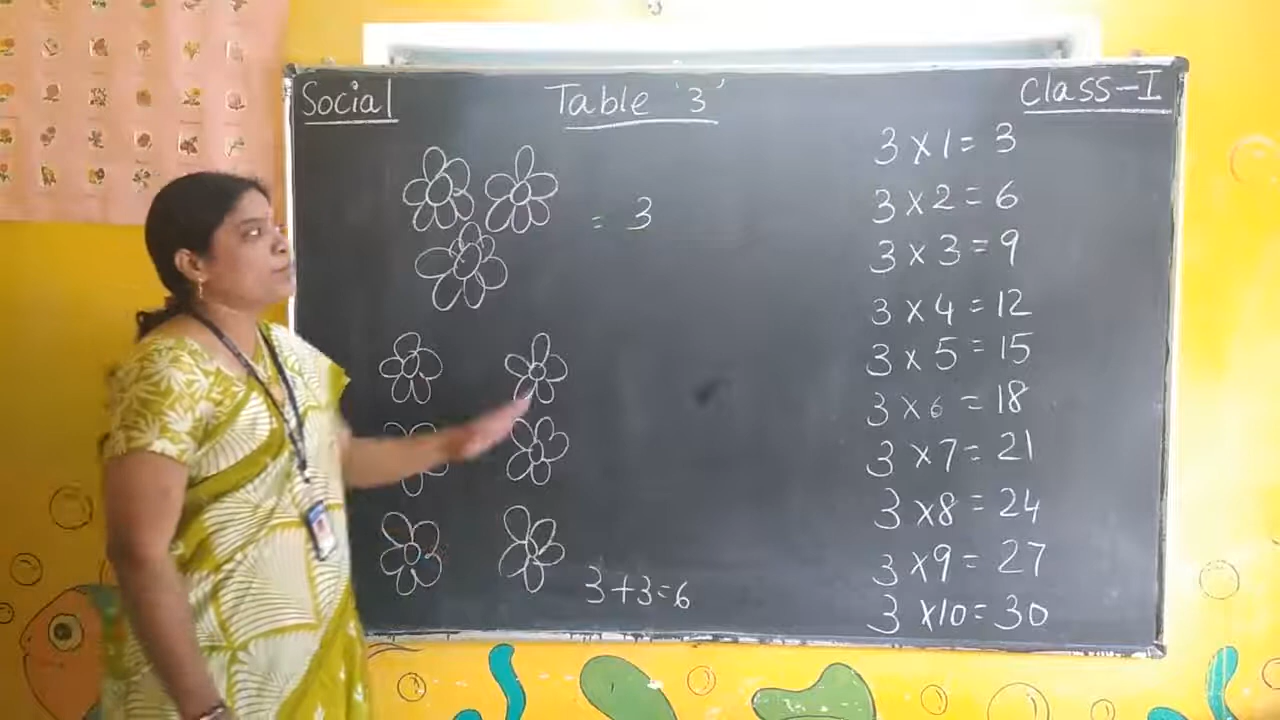 Social
Table '3'
Class-I
= 3
3+3=6
3 x 1 = 3
3 x 2 = 6
3 x 3 = 9
3 x 4 = 12
3 x 5 = 15
3 x 6 = 18
3 x 7 = 21
3 x 8 = 24
3 x 9 = 27
3 x 10 = 30